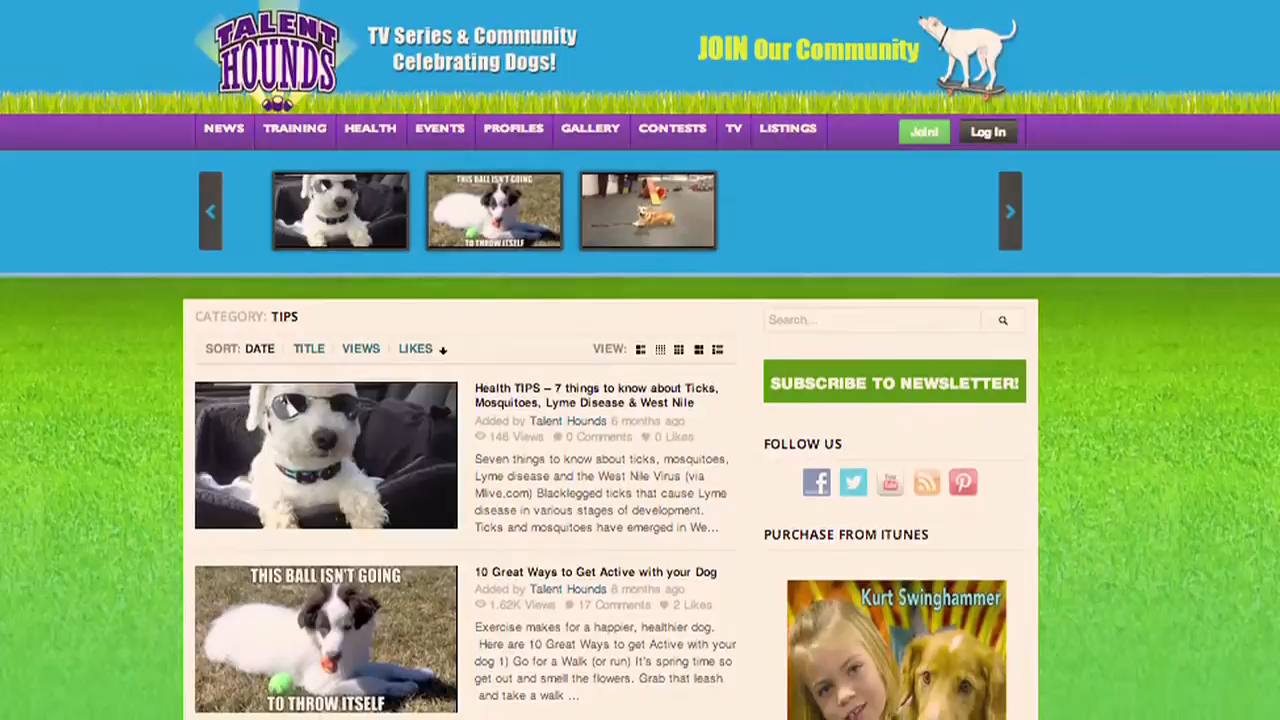 TALENT
HOUNDS
TV Series & Community
Celebrating Dogs!
JOIN Our Community
NEWS
TRAINING
HEALTH
EVENTS
PROFILES
GALLERY
CONTESTS
TV
LISTINGS
Join!
Log In
THIS BALL ISN'T GOING
TO THROW ITSELF
CATEGORY: TIPS
SORT: DATE TITLE VIEWS LIKES
VIEW:
Search...
Health TIPS – 7 things to know about Ticks,
Mosquitoes, Lyme Disease & West Nile
Added by Talent Hounds 6 months ago
146 Views 0 Comments 0 Likes
Seven things to know about ticks, mosquitoes,
Lyme disease and the West Nile Virus (via
Mlive.com) Blacklegged ticks that cause Lyme
disease in various stages of development.
Ticks and mosquitoes have emerged in We...
THIS BALL ISN'T GOING
TO THROW ITSELF
10 Great Ways to Get Active with your Dog
Added by Talent Hounds 8 months ago
1.62K Views 17 Comments 2 Likes
Exercise makes for a happier, healthier dog.
Here are 10 Great Ways to get Active with your
dog 1) Go for a Walk (or run) It's spring time so
get out and smell the flowers. Grab that leash
and take a walk ...
SUBSCRIBE TO NEWSLETTER!
FOLLOW US
You
Tube
PURCHASE FROM ITUNES
Kurt Swinghammer